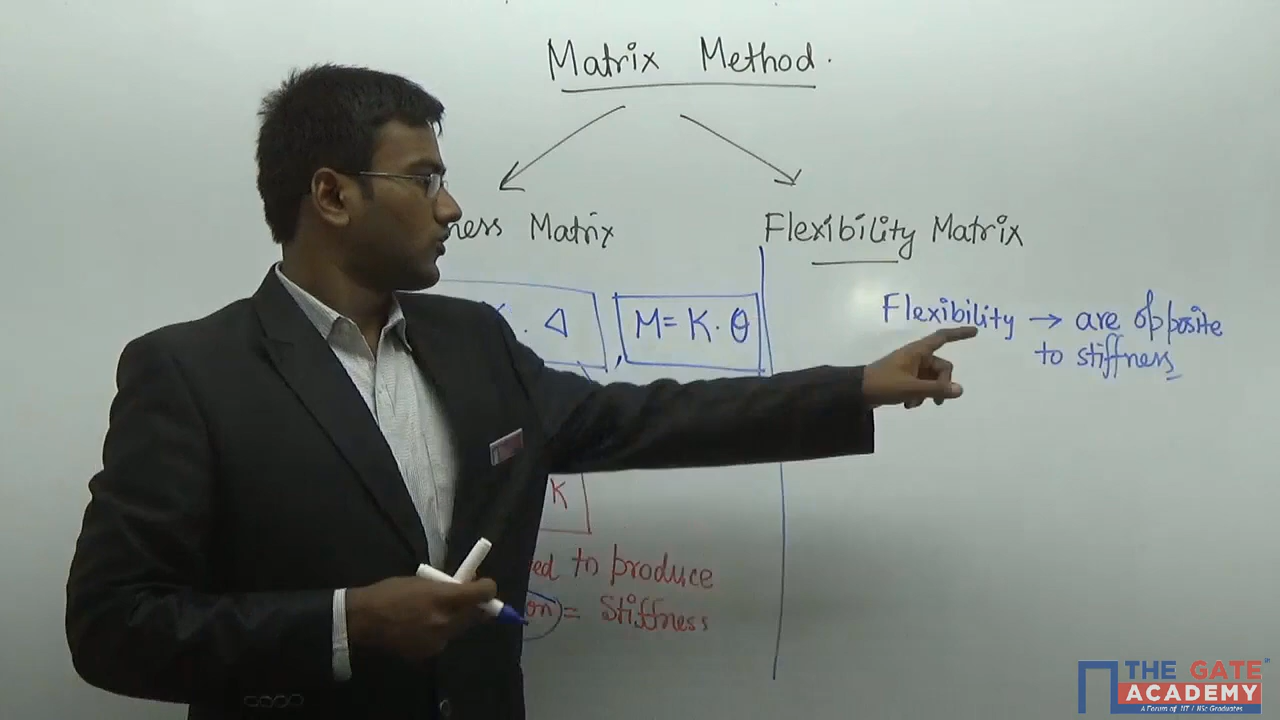 Matrix Method.
ness Matrix
Flexibility Matrix
. Δ
M = K · θ
Flexibility → are opposite
to stiffness
K
ed to produce
on) = Stiffness
THE GATE
ACADEMY
A Forum of IIT / IISc Graduates